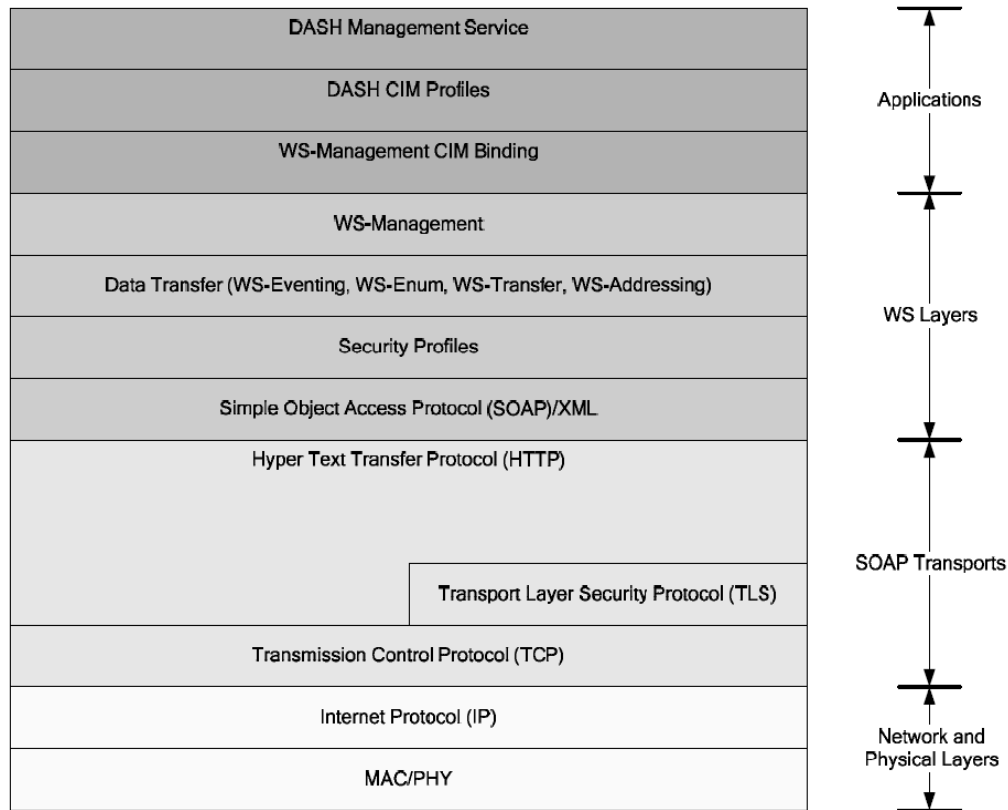 DASH Management Service
DASH CIM Profiles
Applications
WS-Management CIM Binding
WS-Management
Data Transfer (WS-Eventing, WS-Enum, WS-Transfer, WS-Addressing)
WS Layers
Security Profiles
Simple Object Access Protocol (SOAP)/XML
Hyper Text Transfer Protocol (HTTP)
SOAP Transports
Transport Layer Security Protocol (TLS)
Transmission Control Protocol (TCP)
Internet Protocol (IP)
Network and
Physical Layers
MAC/PHY